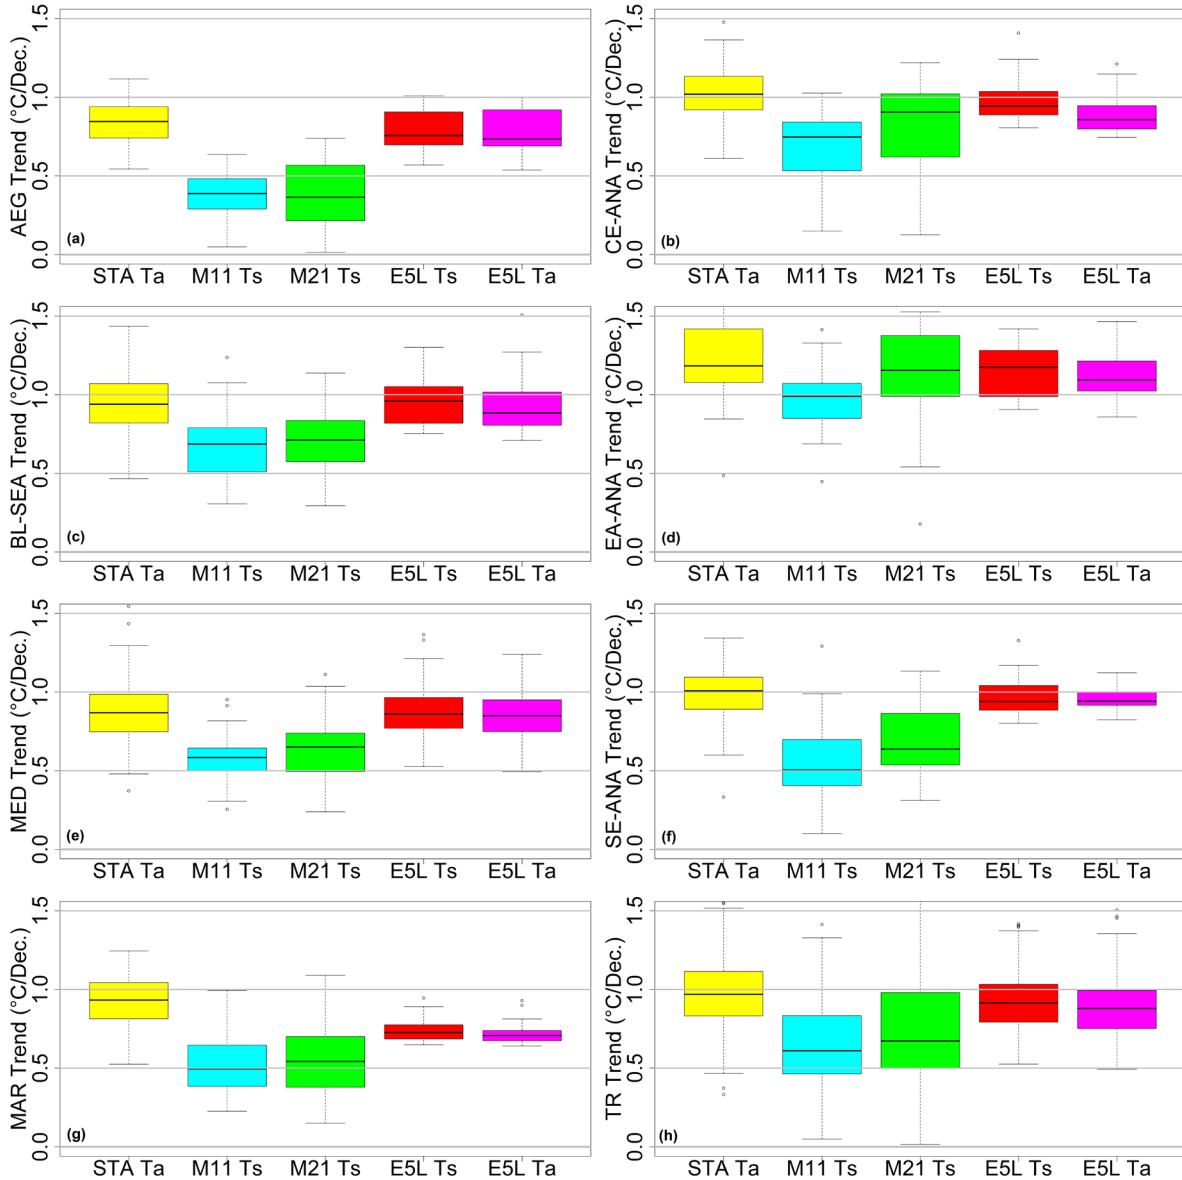 AEG Trend (°C/Dec.)
1.5
1.0
0.5
0.0
(a)
STA Ta M11 Ts M21 Ts E5L Ts E5L Ta
CE-ANA Trend (°C/Dec.)
1.5
1.0
0.5
0.0
(b)
STA Ta M11 Ts M21 Ts E5L Ts E5L Ta
BL-SEA Trend (°C/Dec.)
1.5
1.0
0.5
0.0
(c)
STA Ta M11 Ts M21 Ts E5L Ts E5L Ta
EA-ANA Trend (°C/Dec.)
1.5
1.0
0.5
0.0
(d)
STA Ta M11 Ts M21 Ts E5L Ts E5L Ta
MED Trend (°C/Dec.)
1.5
1.0
0.5
0.0
(e)
STA Ta M11 Ts M21 Ts E5L Ts E5L Ta
SE-ANA Trend (°C/Dec.)
1.5
1.0
0.5
0.0
(f)
STA Ta M11 Ts M21 Ts E5L Ts E5L Ta
MAR Trend (°C/Dec.)
1.5
1.0
0.5
0.0
(g)
STA Ta M11 Ts M21 Ts E5L Ts E5L Ta
TR Trend (°C/Dec.)
1.5
1.0
0.5
0.0
(h)
STA Ta M11 Ts M21 Ts E5L Ts E5L Ta